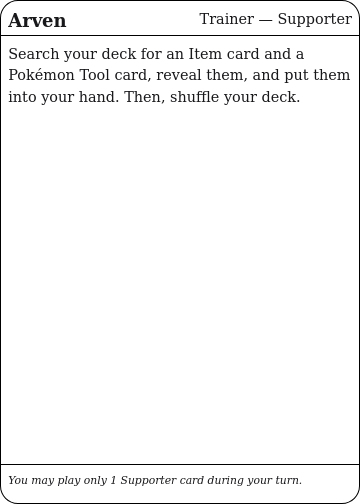 Arven Trainer — Supporter
Search your deck for an Item card and a
Pokémon Tool card, reveal them, and put them
into your hand. Then, shuffle your deck.
You may play only 1 Supporter card during your turn.